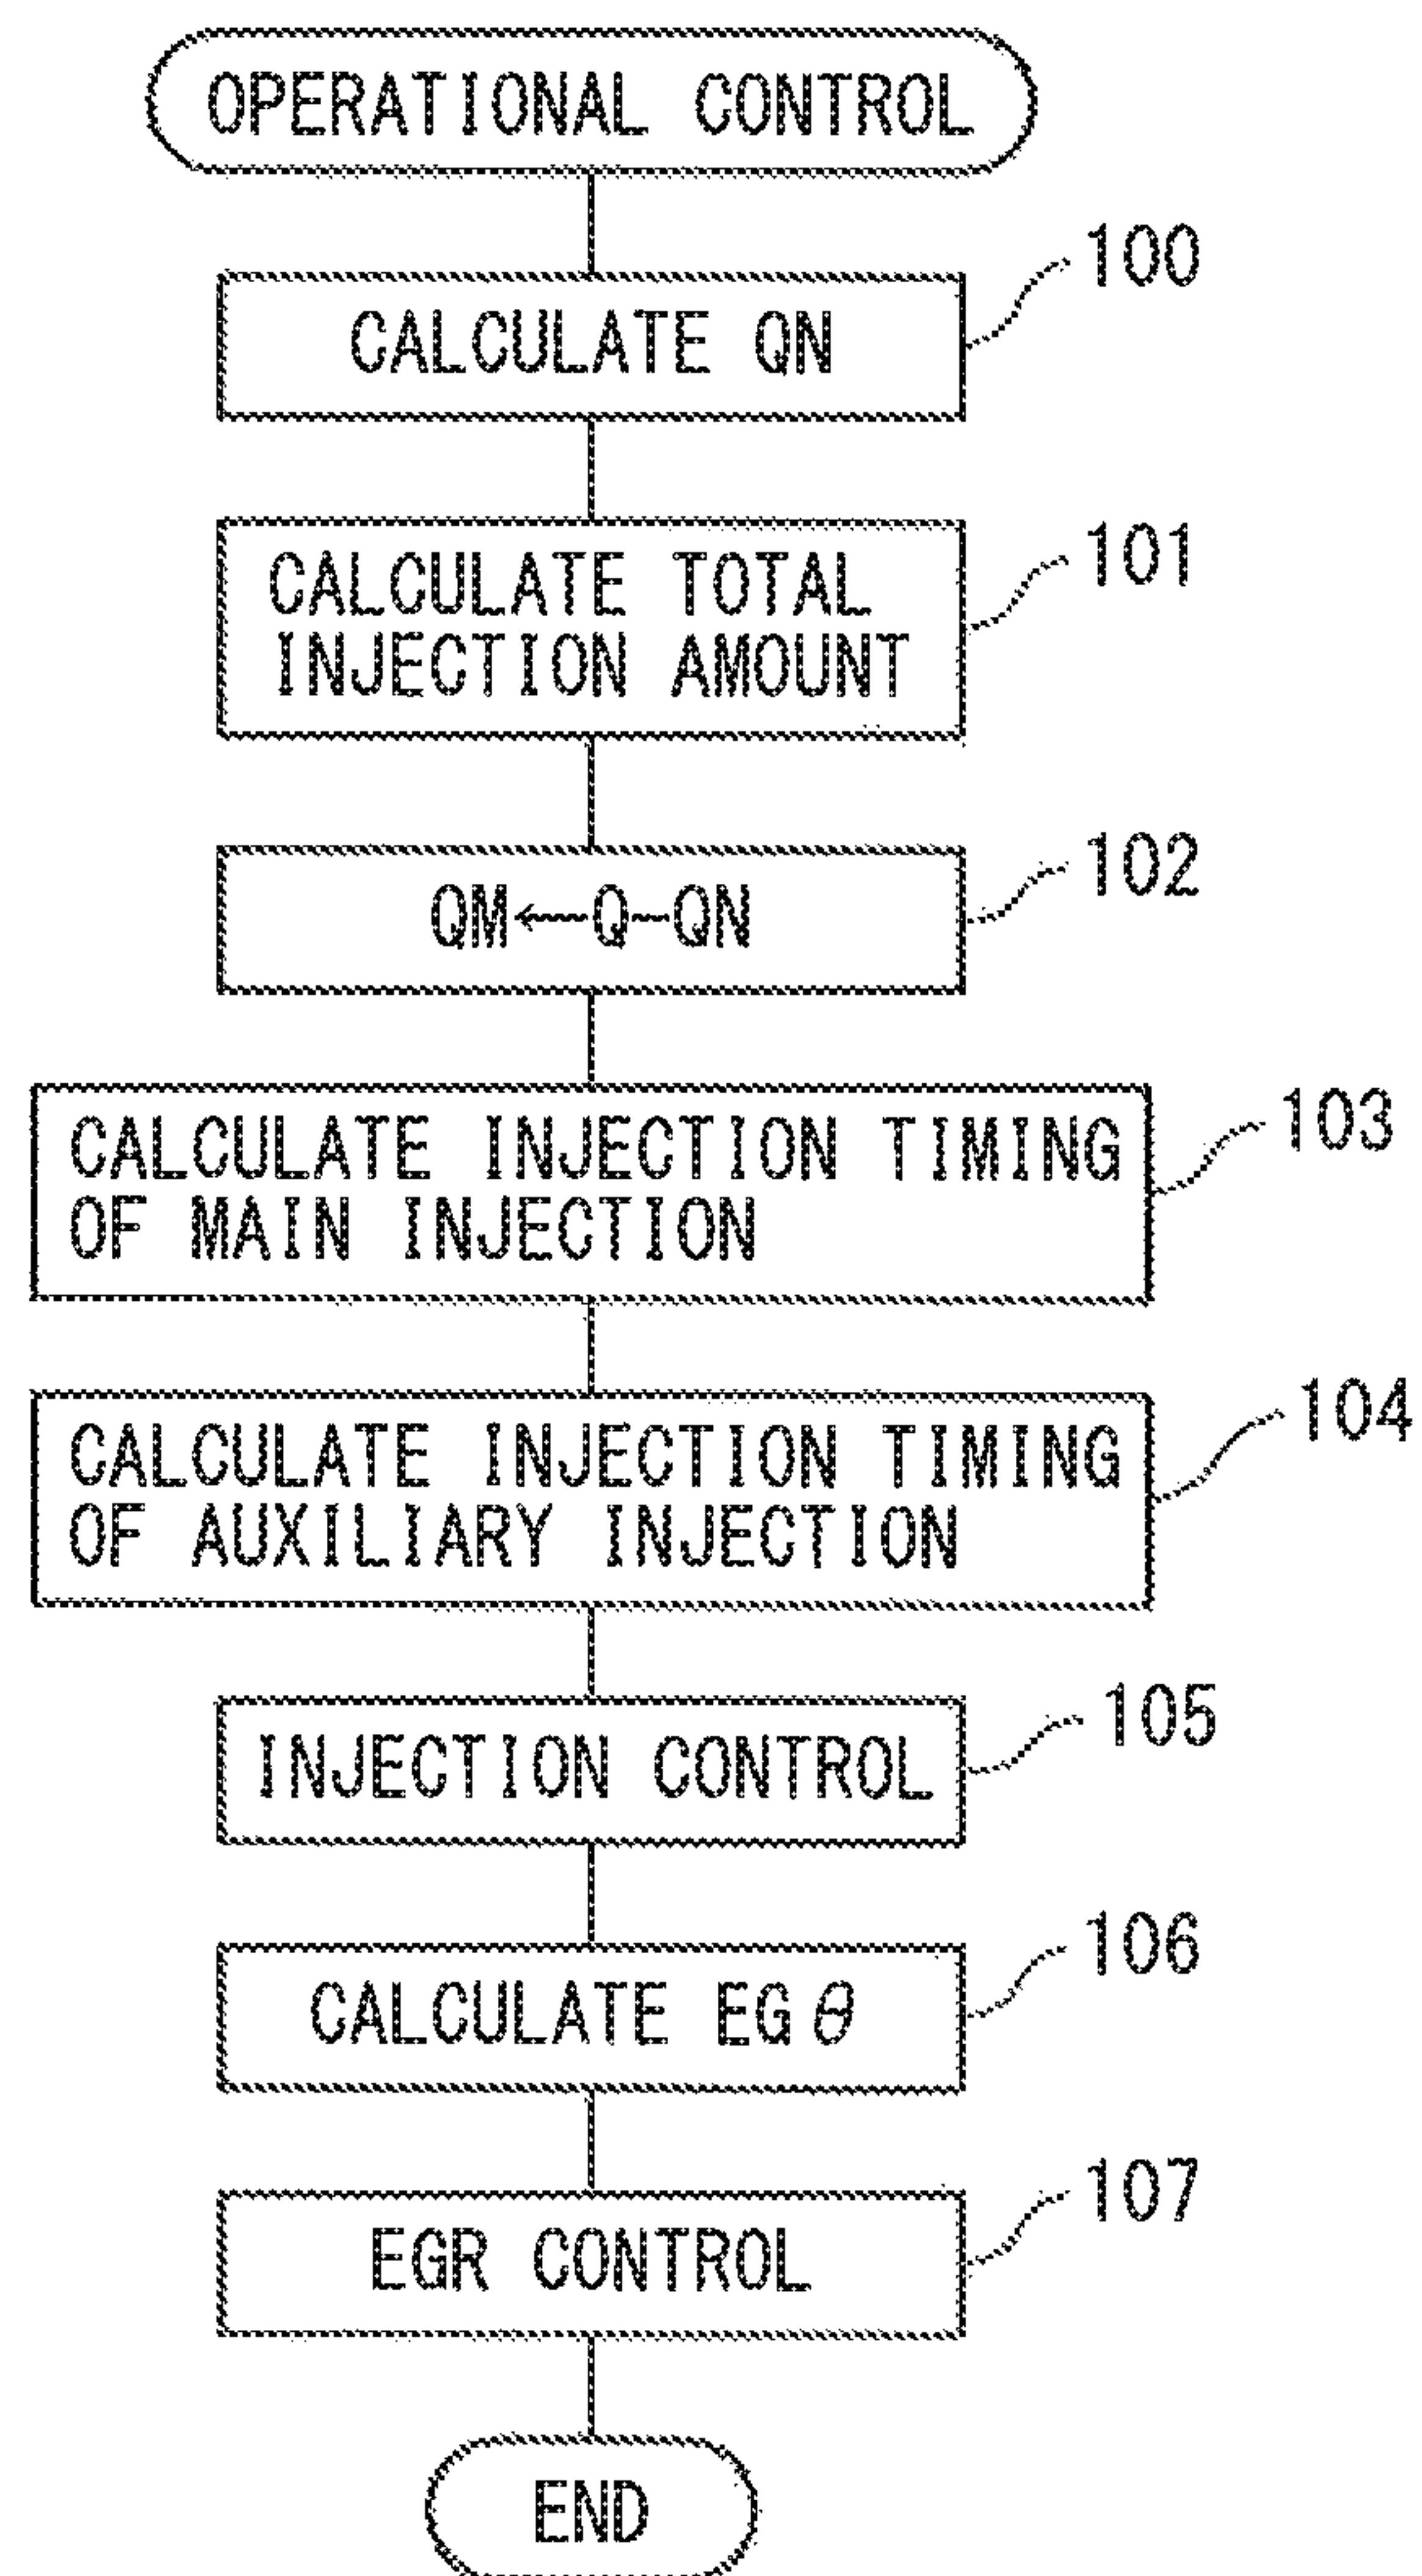 OPERATIONAL CONTROL
100
CALCULATE QN
101
CALCULATE TOTAL
INJECTION AMOUNT
102
QM←Q−QN
103
CALCULATE INJECTION TIMING
OF MAIN INJECTION
104
CALCULATE INJECTION TIMING
OF AUXILIARY INJECTION
105
INJECTION CONTROL
106
CALCULATE EGθ
107
EGR CONTROL
END